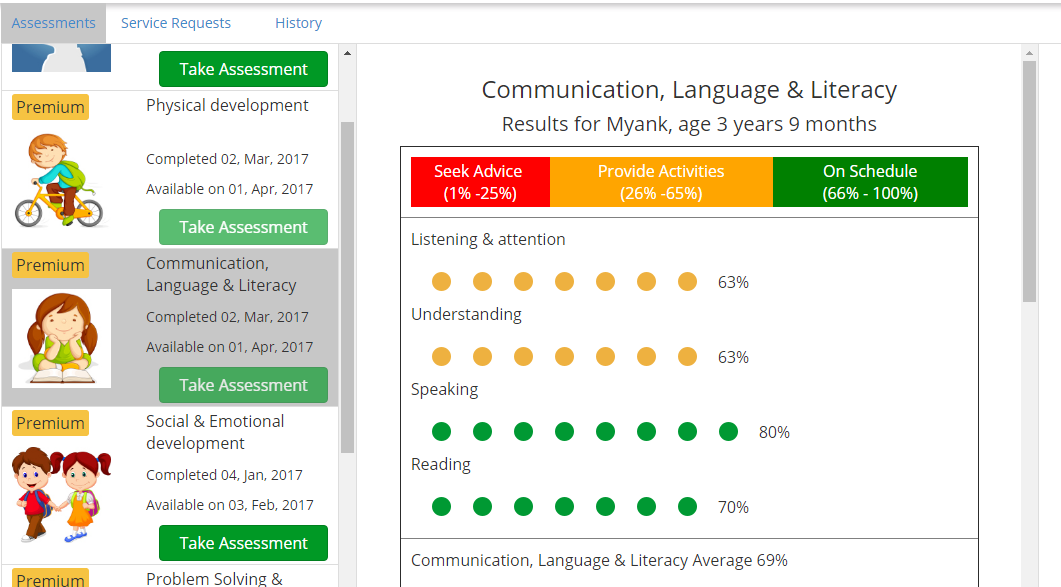 Assessments
Service Requests
History
Take Assessment
Premium
Physical development
Completed 02, Mar, 2017
Available on 01, Apr, 2017
Take Assessment
Premium
Communication,
Language & Literacy
Completed 02, Mar, 2017
Available on 01, Apr, 2017
Take Assessment
Premium
Social & Emotional
development
Completed 04, Jan, 2017
Available on 03, Feb, 2017
Take Assessment
Premium
Problem Solving &
Communication, Language & Literacy
Results for Myank, age 3 years 9 months
Seek Advice
(1% -25%)
Provide Activities
(26% -65%)
On Schedule
(66% - 100%)
Listening & attention
63%
Understanding
63%
Speaking
80%
Reading
70%
Communication, Language & Literacy Average 69%